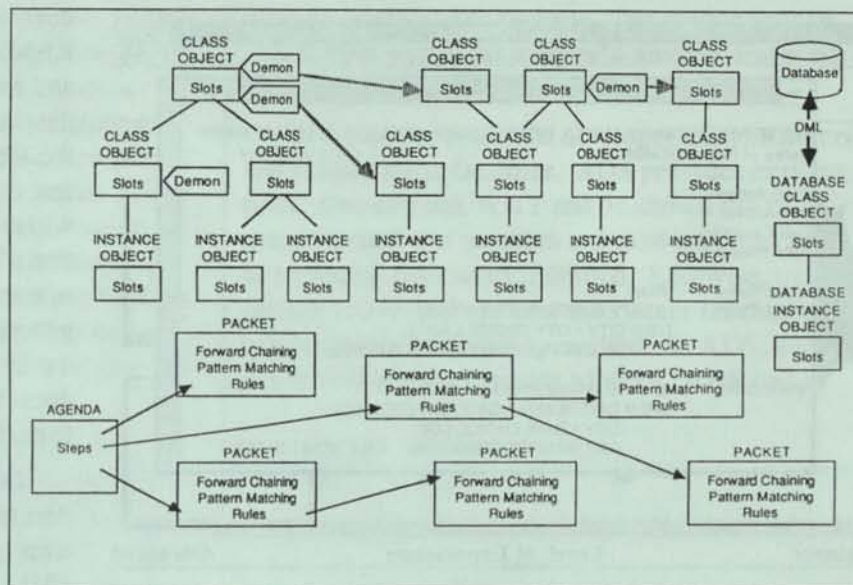 CLASS OBJECT
Slots
Demon
Demon
CLASS OBJECT
Slots
CLASS OBJECT
Slots
Demon
CLASS OBJECT
Slots
Database
DML
CLASS OBJECT
Slots
Demon
CLASS OBJECT
Slots
CLASS OBJECT
Slots
CLASS OBJECT
Slots
CLASS OBJECT
Slots
CLASS OBJECT
Slots
DATABASE
CLASS
OBJECT
Slots
INSTANCE OBJECT
Slots
INSTANCE OBJECT
Slots
INSTANCE OBJECT
Slots
INSTANCE OBJECT
Slots
INSTANCE OBJECT
Slots
INSTANCE OBJECT
Slots
INSTANCE OBJECT
Slots
DATABASE
INSTANCE
OBJECT
Slots
AGENDA
Steps
PACKET
Forward Chaining
Pattern Matching
Rules
PACKET
Forward Chaining
Pattern Matching
Rules
PACKET
Forward Chaining
Pattern Matching
Rules
PACKET
Forward Chaining
Pattern Matching
Rules
PACKET
Forward Chaining
Pattern Matching
Rules
PACKET
Forward Chaining
Pattern Matching
Rules